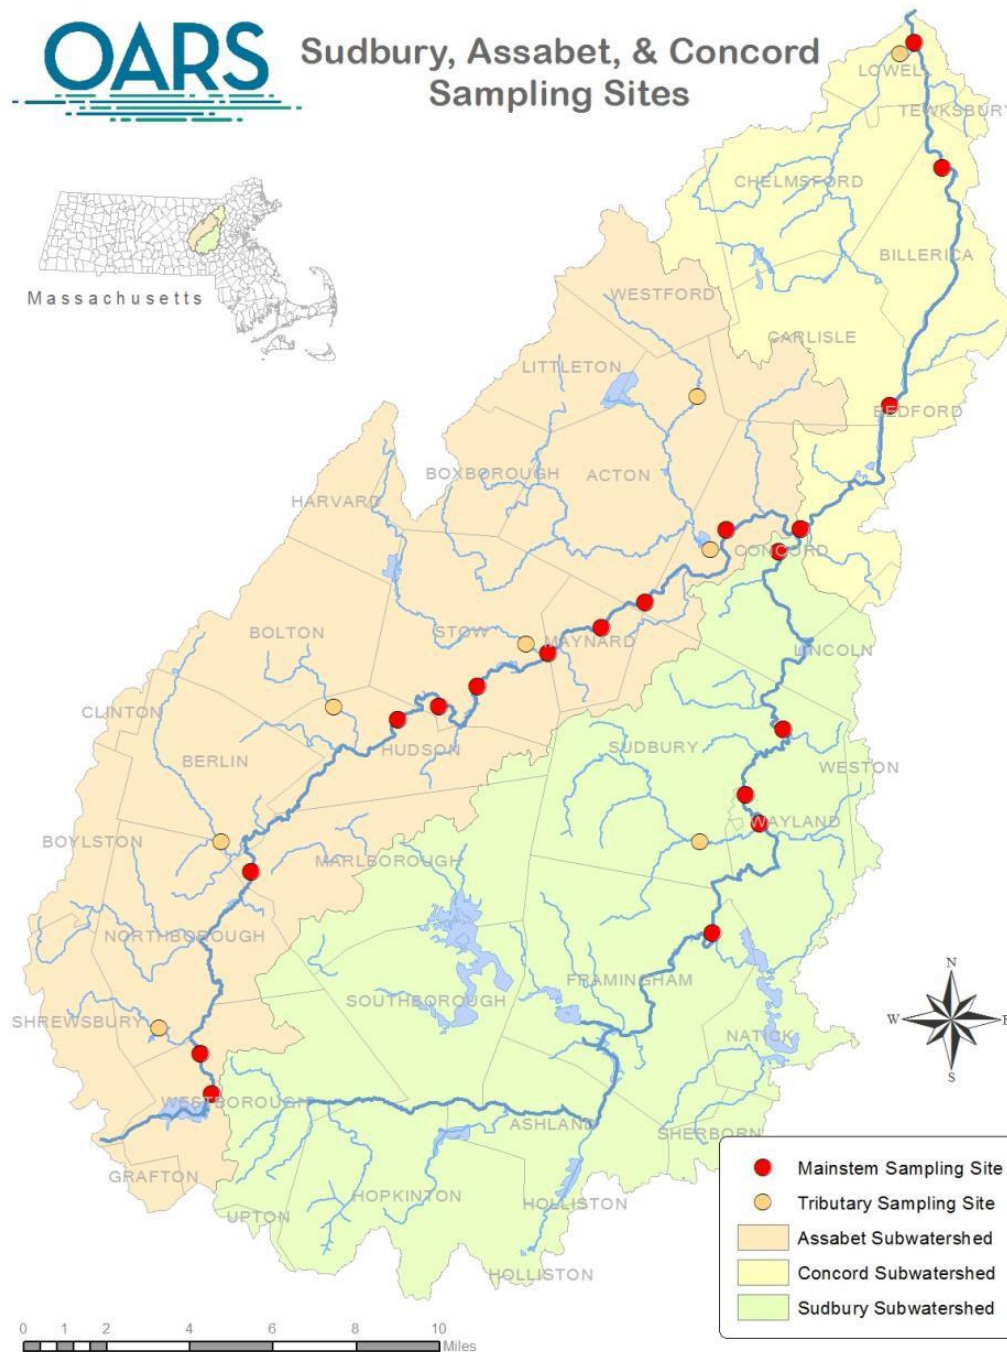 OARS
Sudbury, Assabet, & Concord
Sampling Sites
LOWELL
TEWKSBURY
CHELMSFORD
Massachusetts
BILLERICA
WESTFORD
CARLISLE
LITTLETON
BEDFORD
BOXBOROUGH
ACTON
HARVARD
CONCORD
BOLTON
STOW
MAYNARD
LINCOLN
CLINTON
HUDSON
SUDBURY
BERLIN
WESTON
WAYLAND
BOYLSTON
MARLBOROUGH
NORTHBOROUGH
FRAMINGHAM
SOUTHBOROUGH
SHREWSBURY
NATICK
N
W
E
S
WESTBOROUGH
ASHLAND
SHERBORN
GRAFTON
HOPKINTON
HOLLISTON
UPTON
HOLLISTON
Mainstem Sampling Site
Tributary Sampling Site
Assabet Subwatershed
Concord Subwatershed
Sudbury Subwatershed
0 1 2 4 6 8 10
Miles